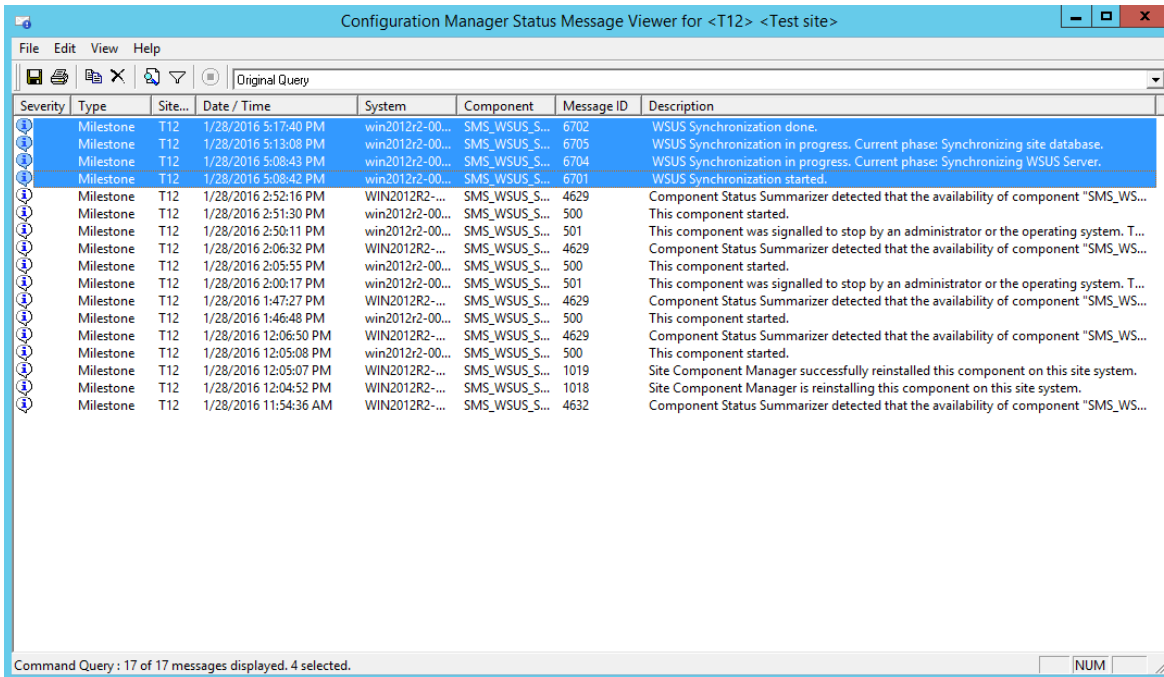 Configuration Manager Status Message Viewer for <T12> <Test site>
File Edit View Help
Original Query
Severity Type Site... Date / Time System Component Message ID Description
Milestone T12 1/28/2016 5:17:40 PM win2012r2-00... SMS_WSUS_S... 6702 WSUS Synchronization done.
Milestone T12 1/28/2016 5:13:08 PM win2012r2-00... SMS_WSUS_S... 6705 WSUS Synchronization in progress. Current phase: Synchronizing site database.
Milestone T12 1/28/2016 5:08:43 PM win2012r2-00... SMS_WSUS_S... 6704 WSUS Synchronization in progress. Current phase: Synchronizing WSUS Server.
Milestone T12 1/28/2016 5:08:42 PM win2012r2-00... SMS_WSUS_S... 6701 WSUS Synchronization started.
Milestone T12 1/28/2016 2:52:16 PM WIN2012R2-... SMS_WSUS_S... 4629 Component Status Summarizer detected that the availability of component "SMS_WS...
Milestone T12 1/28/2016 2:51:30 PM win2012r2-00... SMS_WSUS_S... 500 This component started.
Milestone T12 1/28/2016 2:50:11 PM win2012r2-00... SMS_WSUS_S... 501 This component was signalled to stop by an administrator or the operating system. T...
Milestone T12 1/28/2016 2:06:32 PM WIN2012R2-... SMS_WSUS_S... 4629 Component Status Summarizer detected that the availability of component "SMS_WS...
Milestone T12 1/28/2016 2:05:55 PM win2012r2-00... SMS_WSUS_S... 500 This component started.
Milestone T12 1/28/2016 2:00:17 PM win2012r2-00... SMS_WSUS_S... 501 This component was signalled to stop by an administrator or the operating system. T...
Milestone T12 1/28/2016 1:47:27 PM WIN2012R2-... SMS_WSUS_S... 4629 Component Status Summarizer detected that the availability of component "SMS_WS...
Milestone T12 1/28/2016 1:46:48 PM win2012r2-00... SMS_WSUS_S... 500 This component started.
Milestone T12 1/28/2016 12:06:50 PM WIN2012R2-... SMS_WSUS_S... 4629 Component Status Summarizer detected that the availability of component "SMS_WS...
Milestone T12 1/28/2016 12:05:08 PM win2012r2-00... SMS_WSUS_S... 500 This component started.
Milestone T12 1/28/2016 12:05:07 PM WIN2012R2-... SMS_WSUS_S... 1019 Site Component Manager successfully reinstalled this component on this site system.
Milestone T12 1/28/2016 12:04:52 PM WIN2012R2-... SMS_WSUS_S... 1018 Site Component Manager is reinstalling this component on this site system.
Milestone T12 1/28/2016 11:54:36 AM WIN2012R2-... SMS_WSUS_S... 4632 Component Status Summarizer detected that the availability of component "SMS_WS...
Command Query : 17 of 17 messages displayed. 4 selected.
NUM